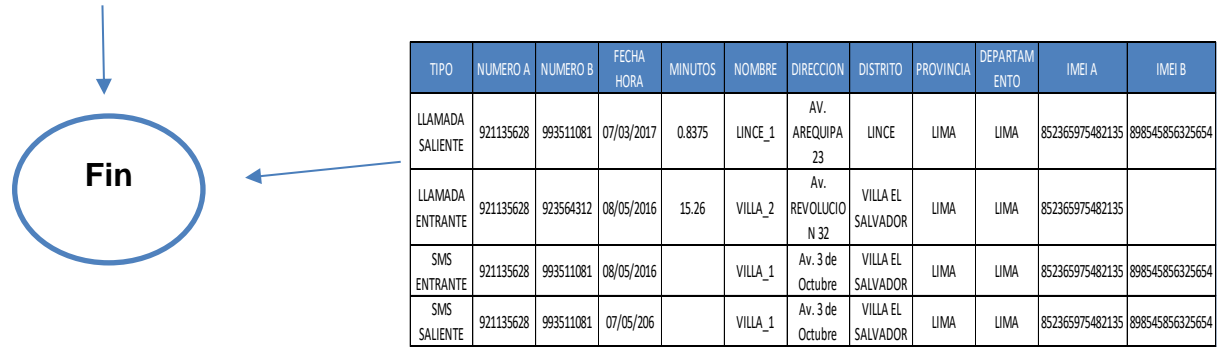 Fin
TIPO NUMERO A NUMERO B FECHA HORA MINUTOS NOMBRE DIRECCION DISTRITO PROVINCIA DEPARTAMENTO IMEI A IMEI B
LLAMADA SALIENTE 921135628 993511081 07/03/2017 0.8375 LINCE_1 AV. AREQUIPA 23 LINCE LIMA LIMA 852365975482135 898545856325654
LLAMADA ENTRANTE 921135628 923564312 08/05/2016 15.26 VILLA_2 Av. REVOLUCION 32 VILLA EL SALVADOR LIMA LIMA 852365975482135
SMS ENTRANTE 921135628 993511081 08/05/2016 VILLA_1 Av. 3 de Octubre VILLA EL SALVADOR LIMA LIMA 852365975482135 898545856325654
SMS SALIENTE 921135628 993511081 07/05/206 VILLA_1 Av. 3 de Octubre VILLA EL SALVADOR LIMA LIMA 852365975482135 898545856325654